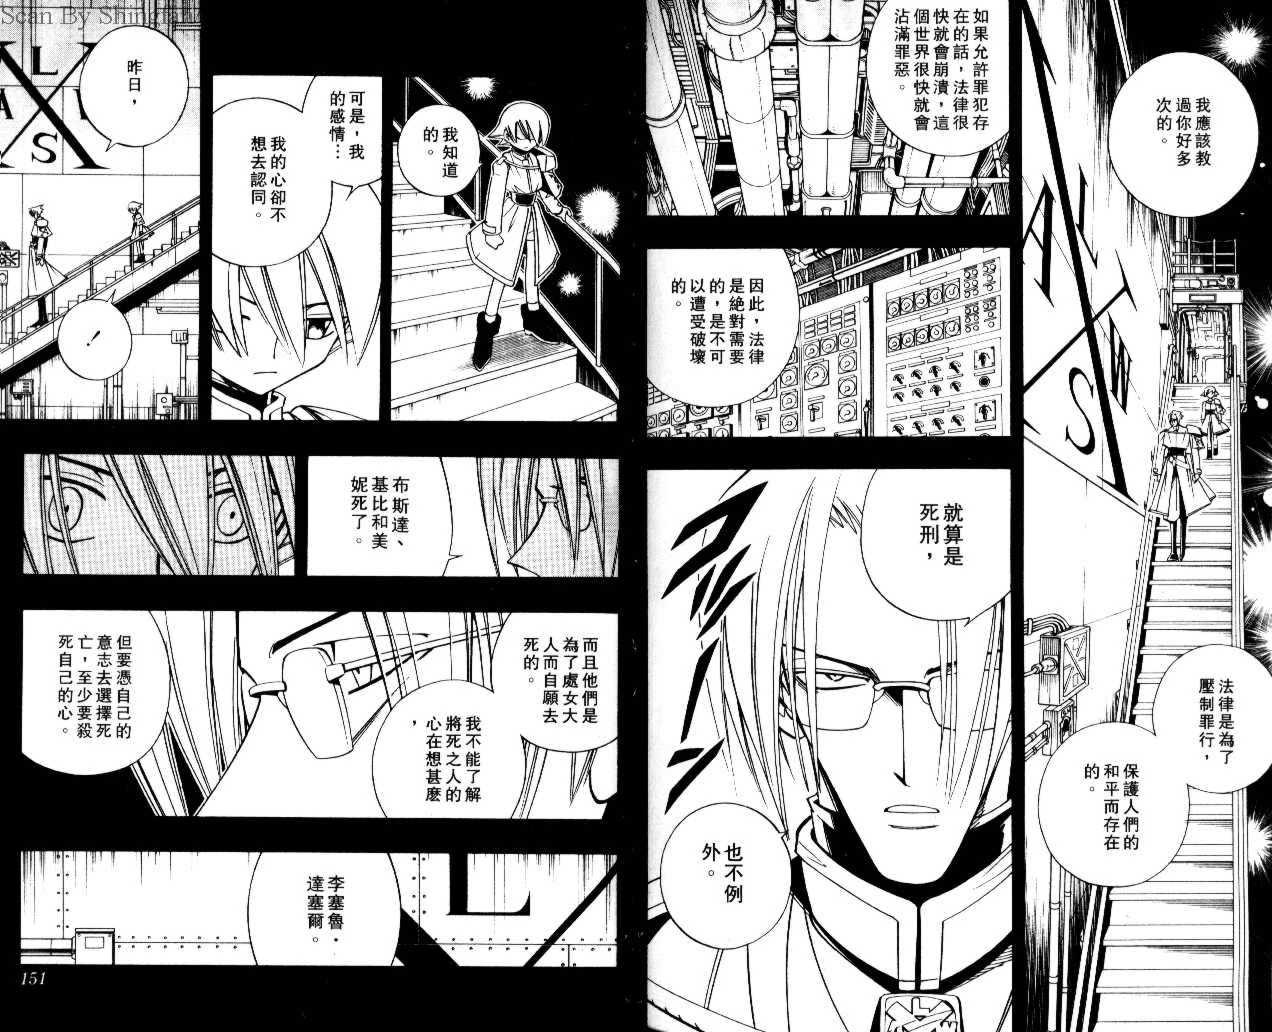 Scan By Shing
我應該教
過你好多
次的。
法律是為了
壓制罪行，
保護人們的
和平而存在
的。
LAWS
如果允許罪犯存
在的話，法律很
快就會崩潰，這
個世界很快就會
沾滿罪惡。
因此，法律
是絕對需要
的，是不可
以遭受破壞
的。
就算是
死刑，
也不例
外。
我知道
的。
可是，我
的感情…
我的心卻不
想去認同。
昨日，
！
布斯達、
基比和美
妮死了。
而且他們是
為了處女大
人而自願去
死的。
我不能了解
將死之人的
心在想甚麼
，
但要憑自己的
意志去選擇死
亡，至少要殺
死自己的心。
李塞魯·
達塞爾。
L
151